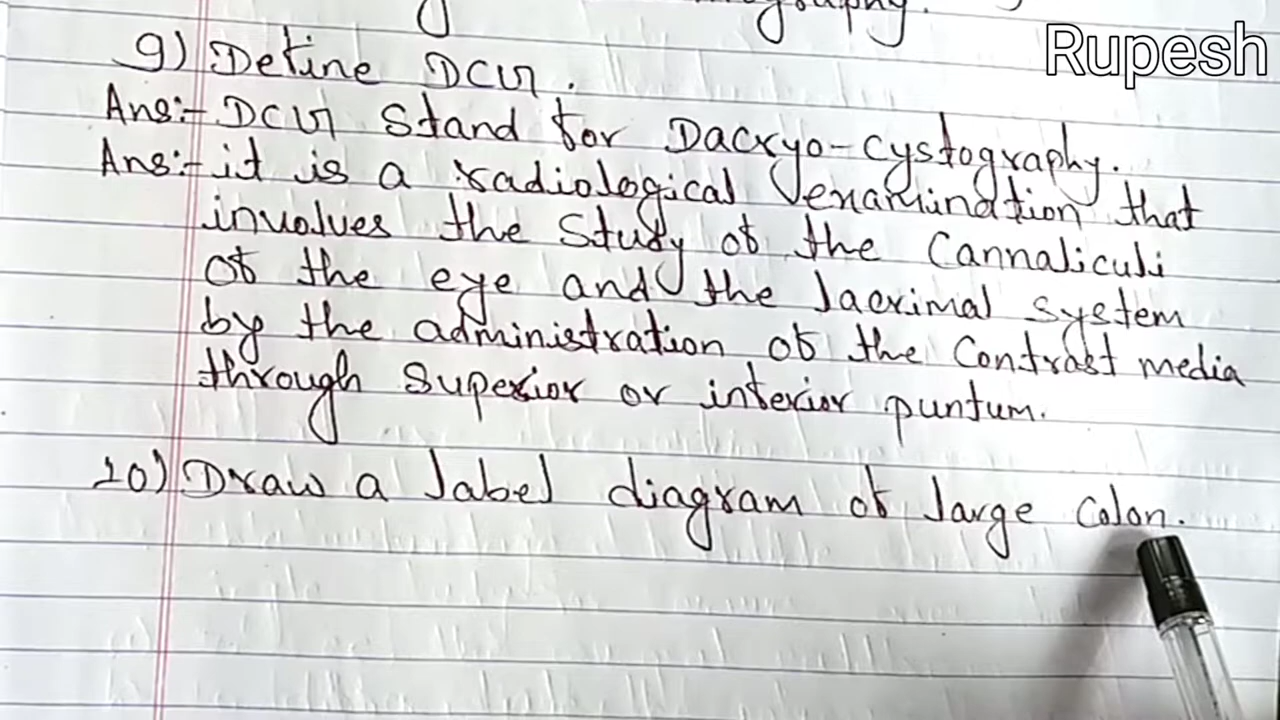 Rupesh
9) Define DCG.
Ans:- DCG Stand for Dacryo-cystography.
Ans:- it is a radiological examination that
involves the study of the Cannaliculi
of the eye and the lacrimal system
by the administration of the Contrast media
through Superior or interior puntum.
10) Draw a label diagram of large Colon.